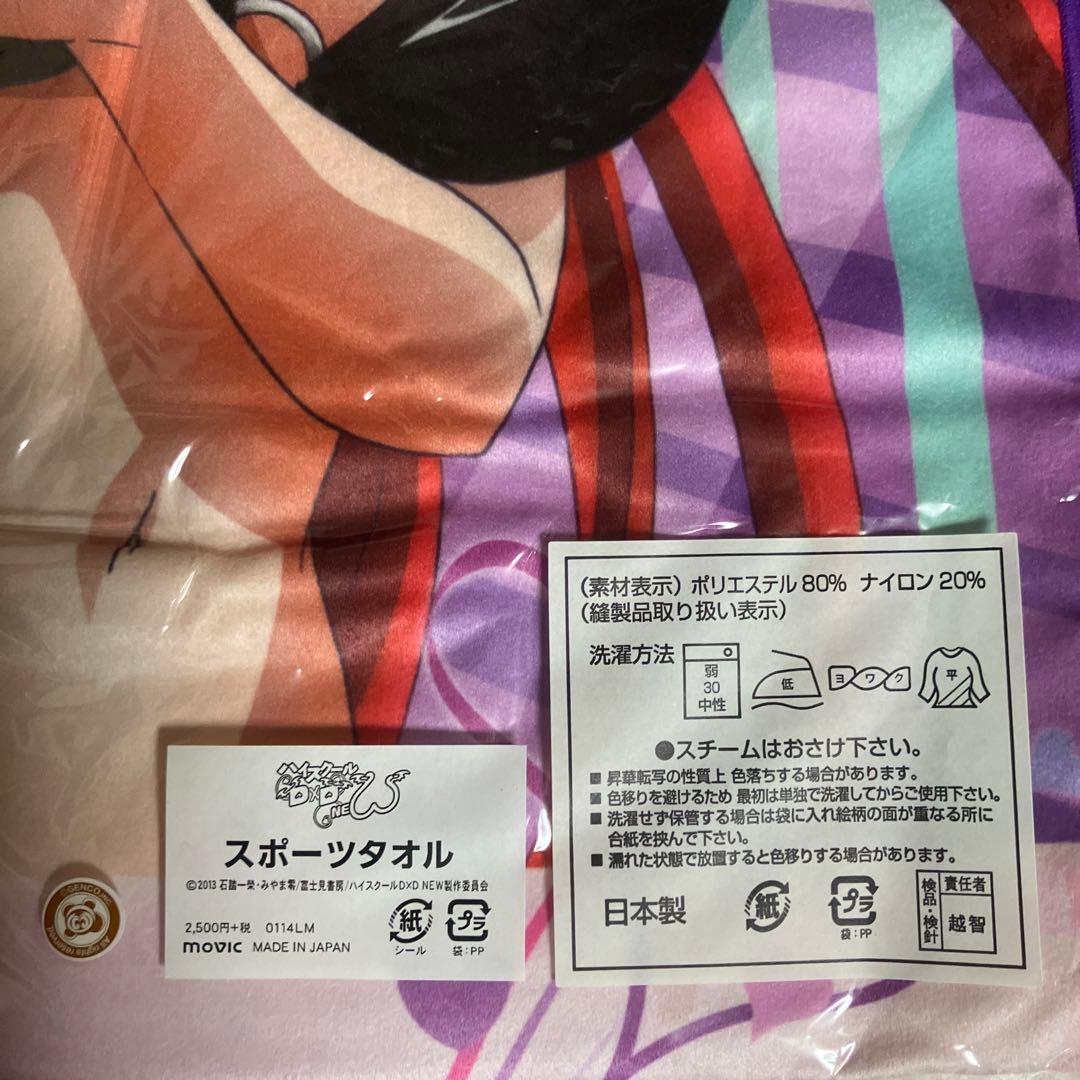 (素材表示) ポリエステル80% ナイロン20%
(縫製品取り扱い表示)
洗濯方法
弱
30
中性
低
ヨワク
平
●スチームはおさけ下さい。
■ 昇華転写の性質上 色落ちする場合があります。
■ 色移りを避けるため 最初は単独で洗濯してからご使用下さい。
■ 洗濯せず保管する場合は袋に入れ絵柄の面が重なる所に
合紙を挟んで下さい。
■ 濡れた状態で放置すると色移りする場合があります。
日本製
紙
プラ
袋:PP
検品・検針
責任者
越智
ハイスクール
D×D
NEW
スポーツタオル
©2013 石踏一榮・みやま零/富士見書房/ハイスクールD×D NEW製作委員会
2,500円+税 0114LM
movic MADE IN JAPAN
紙
シール
プラ
袋:PP
©GENCO,INC.
All rights reserved